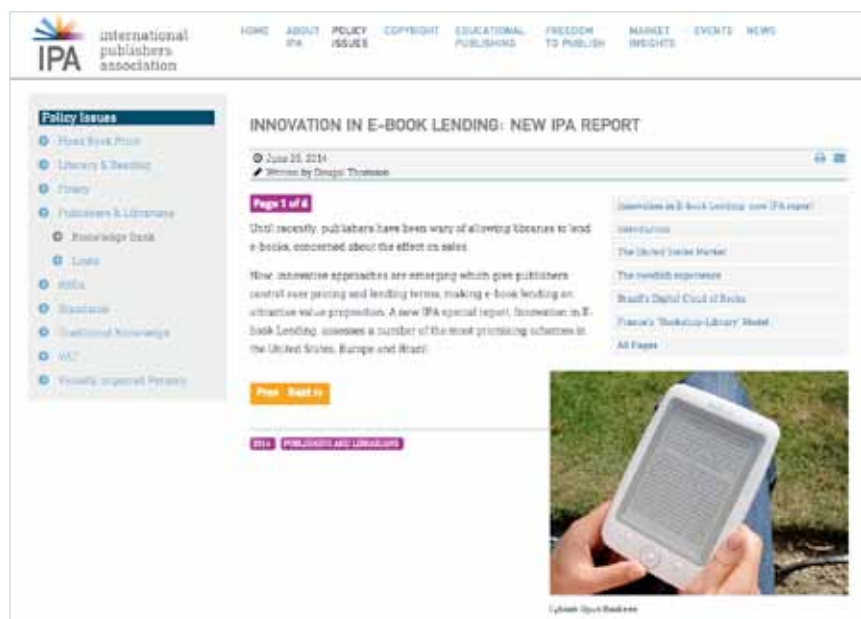 IPA
international
publishers
association
HOME ABOUT IPA POLICY ISSUES COPYRIGHT EDUCATIONAL PUBLISHING FREEDOM TO PUBLISH MARKET INSIGHTS EVENTS NEWS
Policy Issues
Fixed Book Price
Literacy & Reading
Piracy
Publishers & Librarians
Knowledge Bank
Links
Standards
Traditional Knowledge
VAT
Visually Impaired Persons
INNOVATION IN E-BOOK LENDING: NEW IPA REPORT
2014
Written by Dougal Thomson
Page 1 of 6
Until recently, publishers have been wary of allowing libraries to lend
e-books, concerned about the effect on sales.
Now, innovative approaches are emerging which give publishers
control over pricing and lending terms, making e-book lending an
attractive value proposition. A new IPA special report, Innovation in E-
book Lending, assesses a number of the most promising schemes in
the United States, Europe and Brazil.
Prev Next >>
2014 PUBLISHERS AND LIBRARIANS
Innovation in E-book Lending: new IPA report
Introduction
The United States Market
The Swedish experience
Brazil's Digital Cloud of Books
France's 'Bookshop-Library' Model
All Pages
Cybook Opus